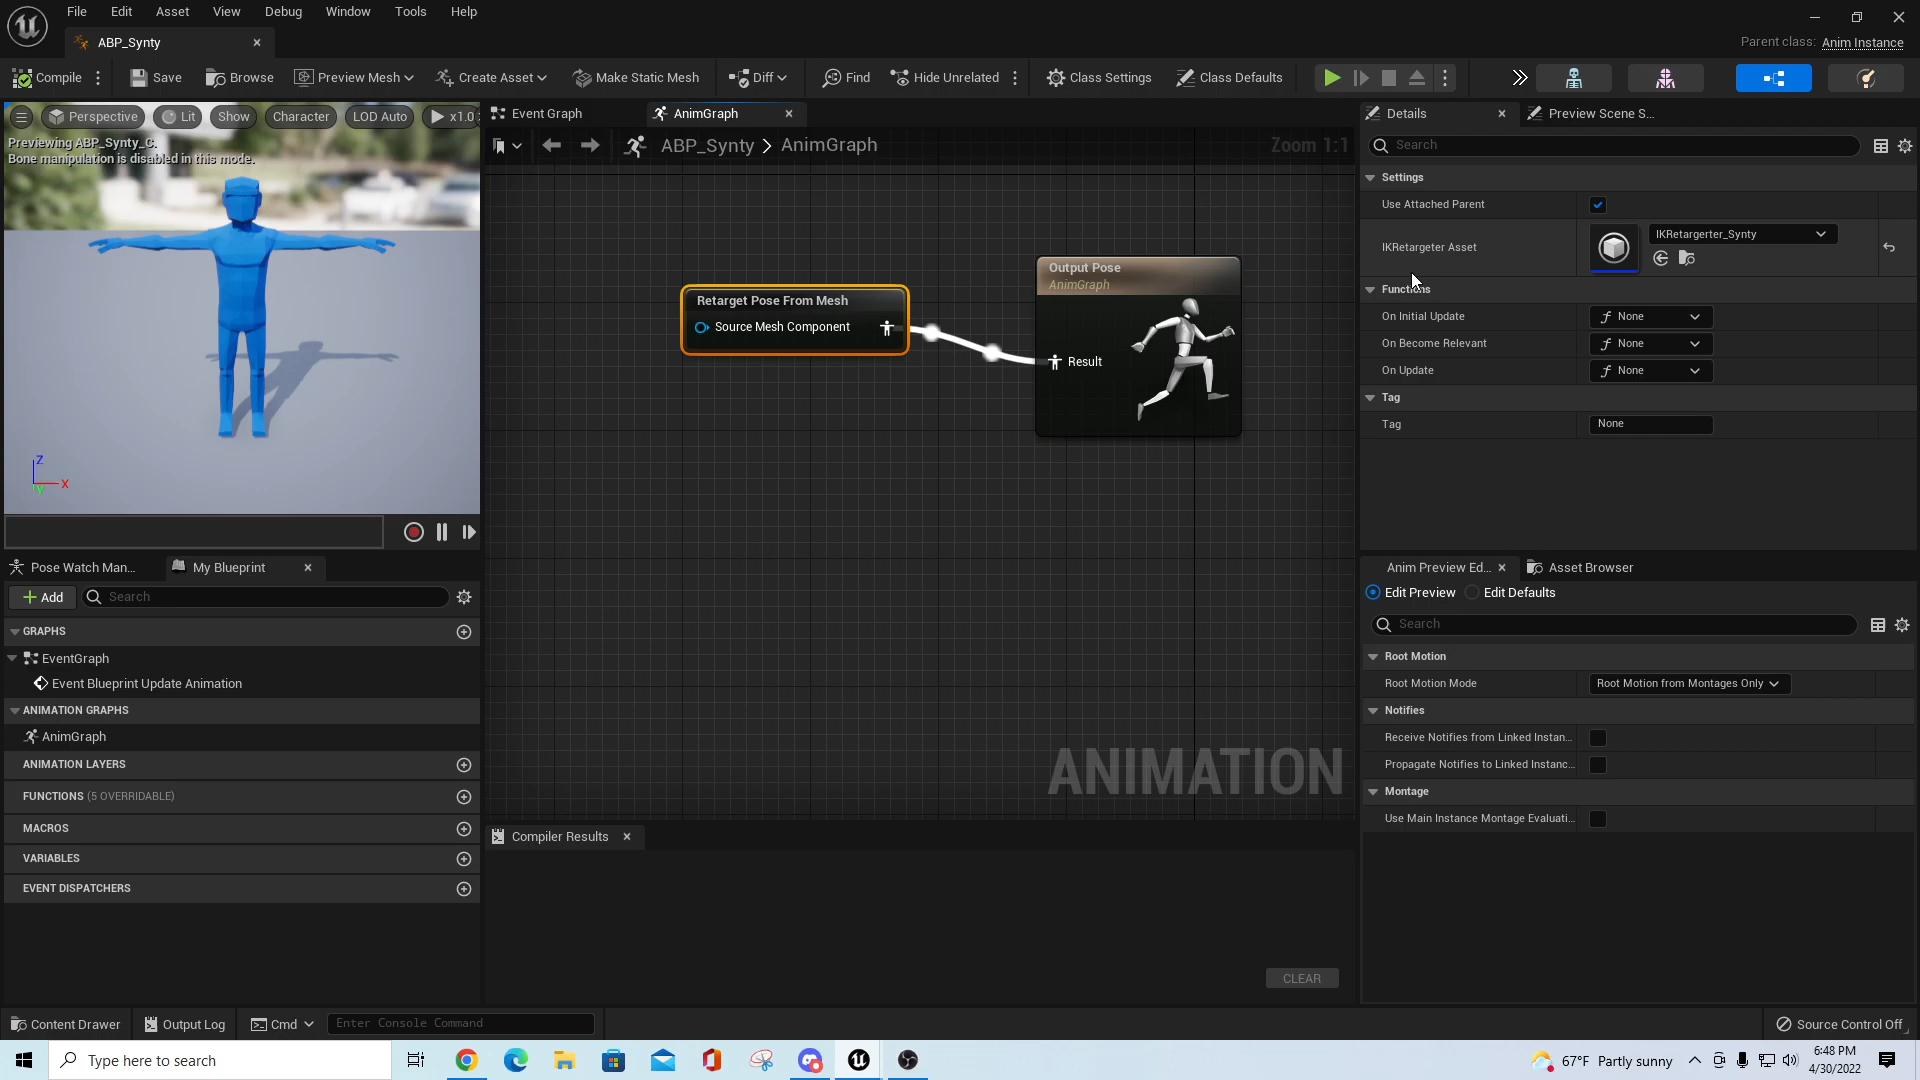 File Edit Asset View Debug Window Tools Help
ABP_Synty
Parent class: Anim Instance
Compile Save Browse Preview Mesh Create Asset Make Static Mesh Diff Find Hide Unrelated Class Settings Class Defaults
Perspective Lit Show Character LOD Auto x1.0
Previewing ABP_Synty_C.
Bone manipulation is disabled in this mode.
Z
X
Y
Event Graph AnimGraph
ABP_Synty > AnimGraph
Zoom 1:1
Retarget Pose From Mesh
Source Mesh Component
Output Pose
AnimGraph
Result
ANIMATION
Details Preview Scene S...
Search
Settings
Use Attached Parent
IKRetargeter Asset IKRetargerter_Synty
Functions
On Initial Update None
On Become Relevant None
On Update None
Tag
Tag None
Pose Watch Man... My Blueprint
Add Search
GRAPHS
EventGraph
Event Blueprint Update Animation
ANIMATION GRAPHS
AnimGraph
ANIMATION LAYERS
FUNCTIONS (5 OVERRIDABLE)
MACROS
VARIABLES
EVENT DISPATCHERS
Compiler Results
CLEAR
Anim Preview Ed... Asset Browser
Edit Preview Edit Defaults
Search
Root Motion
Root Motion Mode Root Motion from Montages Only
Notifies
Receive Notifies from Linked Instan...
Propagate Notifies to Linked Instanc...
Montage
Use Main Instance Montage Evaluati...
Content Drawer Output Log Cmd Enter Console Command Source Control Off
Type here to search
67°F Partly sunny
6:48 PM
4/30/2022